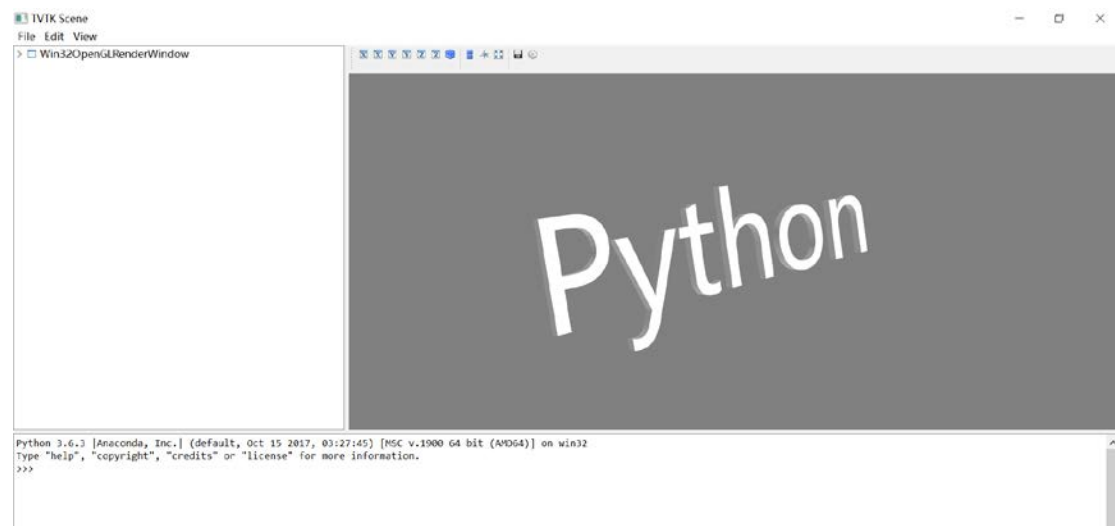 TVTK Scene
File Edit View
Win32OpenGLRenderWindow
Python
Python 3.6.3 |Anaconda, Inc.| (default, Oct 15 2017, 03:27:45) [MSC v.1900 64 bit (AMD64)] on win32
Type "help", "copyright", "credits" or "license" for more information.
>>>